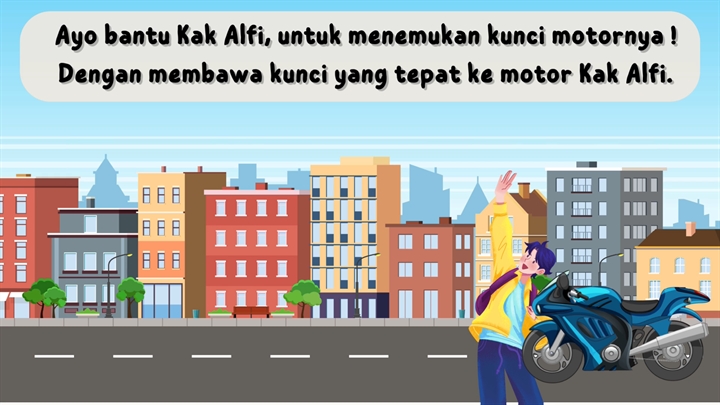 Ayo bantu Kak Alfi, untuk menemukan kunci motornya !
Dengan membawa kunci yang tepat ke motor Kak Alfi.